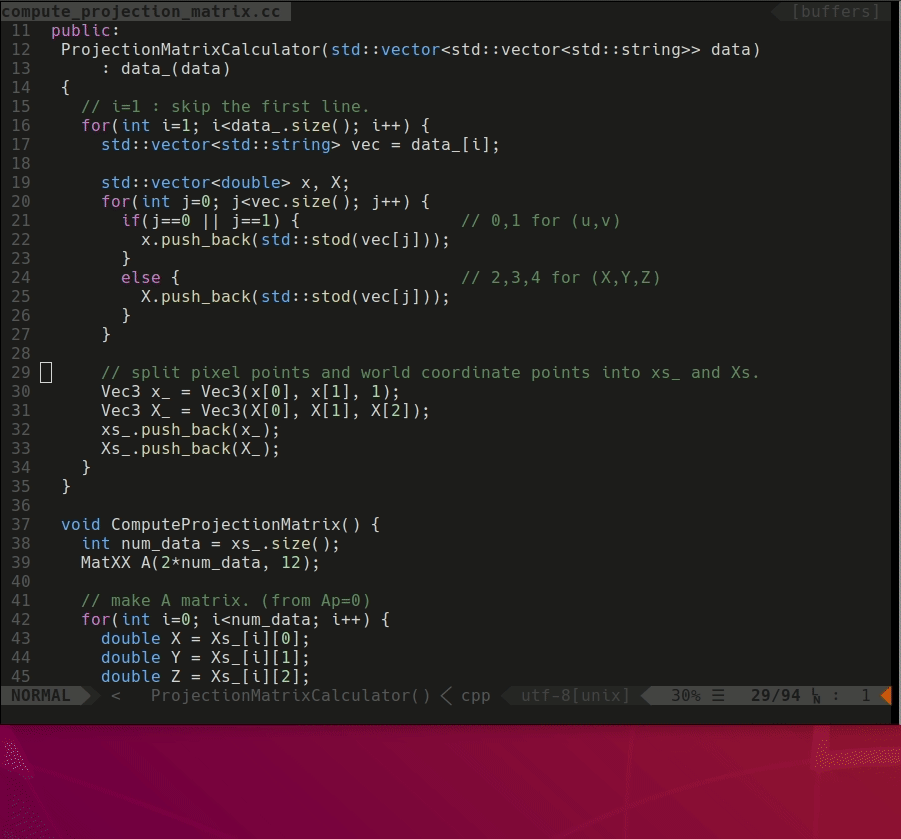 compute_projection_matrix.cc [buffers]
11 public:
12 ProjectionMatrixCalculator(std::vector<std::vector<std::string>> data)
13 : data_(data)
14 {
15 // i=1 : skip the first line.
16 for(int i=1; i<data_.size(); i++) {
17 std::vector<std::string> vec = data_[i];
18
19 std::vector<double> x, X;
20 for(int j=0; j<vec.size(); j++) {
21 if(j==0 || j==1) { // 0,1 for (u,v)
22 x.push_back(std::stod(vec[j]));
23 }
24 else { // 2,3,4 for (X,Y,Z)
25 X.push_back(std::stod(vec[j]));
26 }
27 }
28
29 // split pixel points and world coordinate points into xs_ and Xs.
30 Vec3 x_ = Vec3(x[0], x[1], 1);
31 Vec3 X_ = Vec3(X[0], X[1], X[2]);
32 xs_.push_back(x_);
33 Xs_.push_back(X_);
34 }
35 }
36
37 void ComputeProjectionMatrix() {
38 int num_data = xs_.size();
39 MatXX A(2*num_data, 12);
40
41 // make A matrix. (from Ap=0)
42 for(int i=0; i<num_data; i++) {
43 double X = Xs_[i][0];
44 double Y = Xs_[i][1];
45 double Z = Xs_[i][2];
NORMAL < ProjectionMatrixCalculator() < cpp utf-8[unix] 30% ☰ 29/94 ㏑ : 1